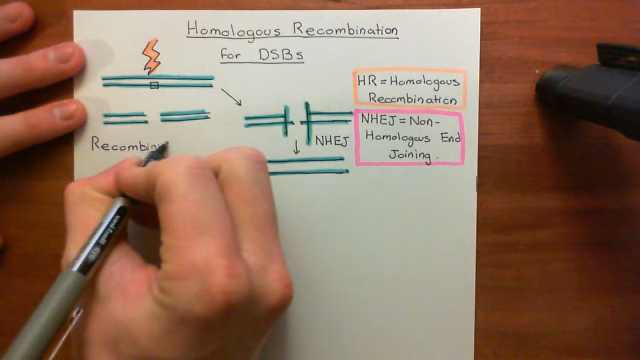 Homologous Recombination
for DSBs
HR = Homologous
Recombination
NHEJ = Non-
Homologous End
Joining.
NHEJ